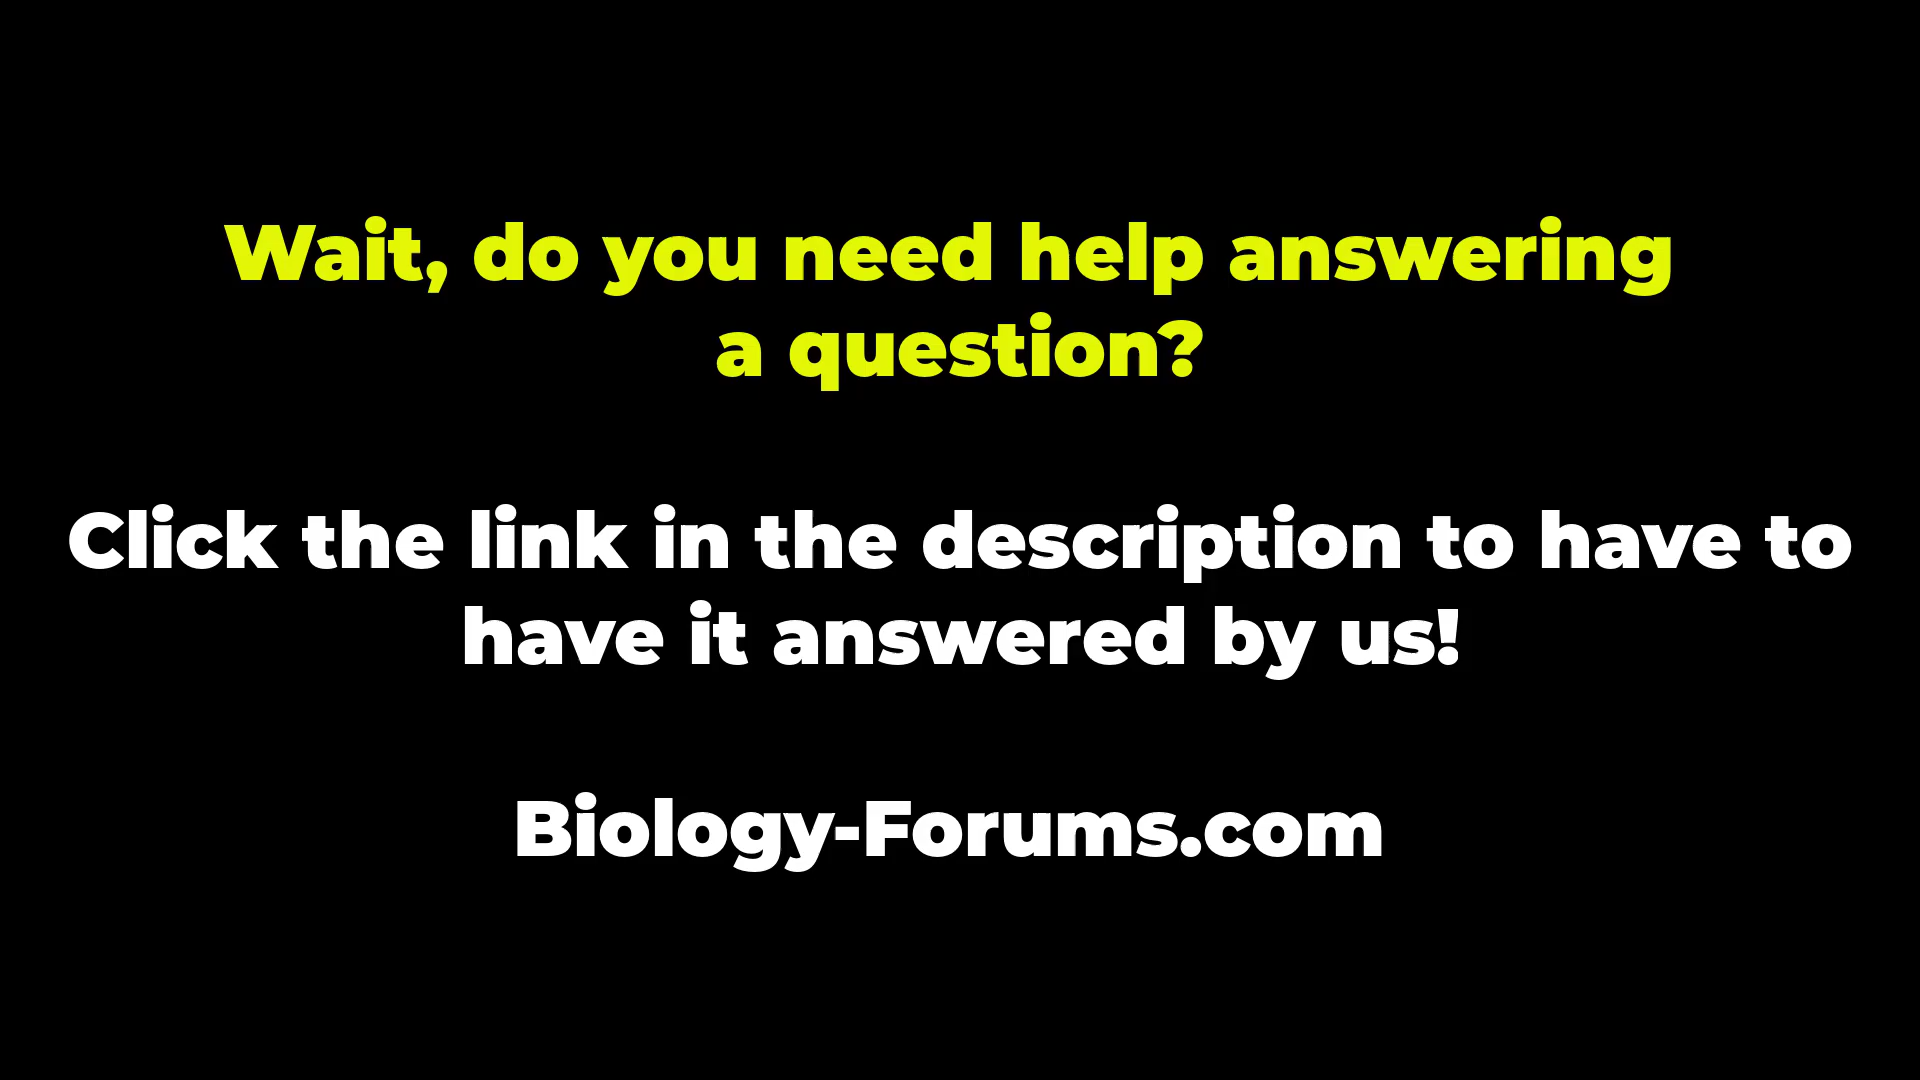 Wait, do you need help answering
a question?
Click the link in the description to have to
have it answered by us!
Biology-Forums.com